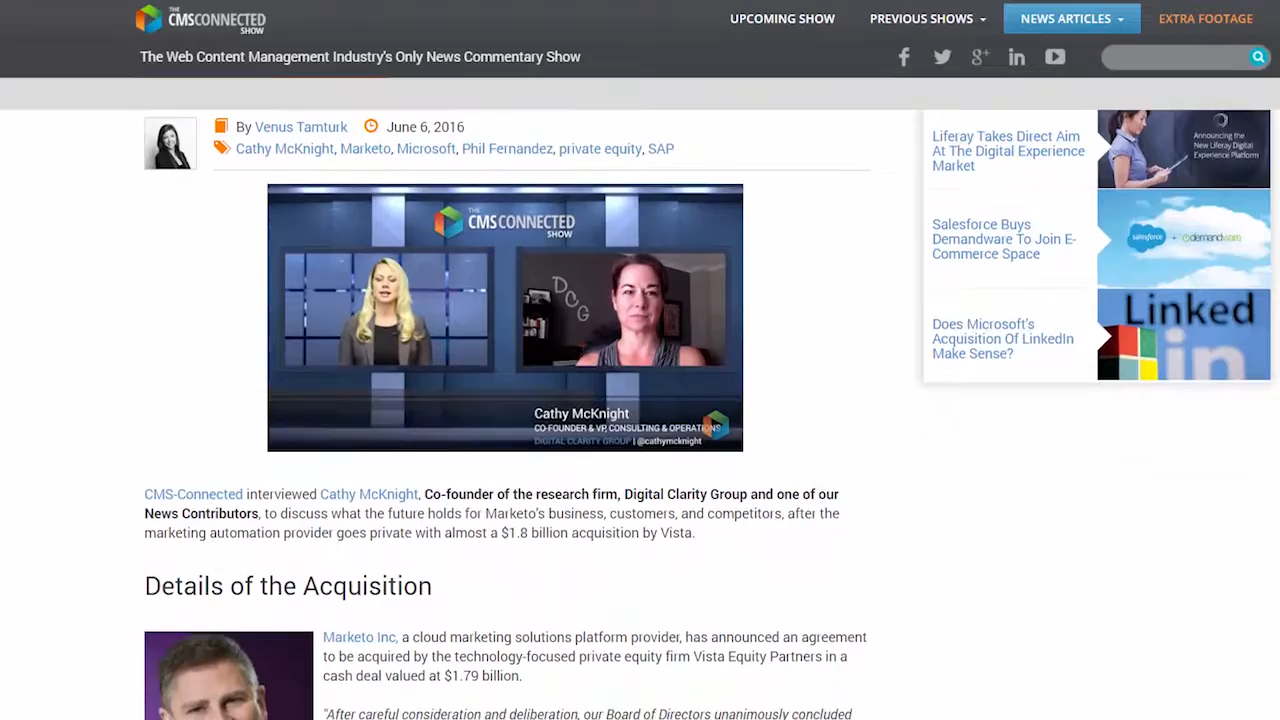 THE
CMSCONNECTED
SHOW
UPCOMING SHOW
PREVIOUS SHOWS
NEWS ARTICLES
EXTRA FOOTAGE
The Web Content Management Industry's Only News Commentary Show
f
g+
in
By Venus Tamturk
June 6, 2016
Cathy McKnight, Marketo, Microsoft, Phil Fernandez, private equity, SAP
THE
CMSCONNECTED
SHOW
DCG
Cathy McKnight
CO-FOUNDER & VP, CONSULTING & OPERATIONS
DIGITAL CLARITY GROUP | @cathymcknight
Liferay Takes Direct Aim
At The Digital Experience
Market
Announcing the
New Liferay Digital
Experience Platform
Salesforce Buys
Demandware To Join E-
Commerce Space
salesforce + demandware
Does Microsoft's
Acquisition Of LinkedIn
Make Sense?
Linked
in
CMS-Connected interviewed Cathy McKnight, Co-founder of the research firm, Digital Clarity Group and one of our
News Contributors, to discuss what the future holds for Marketo's business, customers, and competitors, after the
marketing automation provider goes private with almost a $1.8 billion acquisition by Vista.
Details of the Acquisition
Marketo Inc, a cloud marketing solutions platform provider, has announced an agreement
to be acquired by the technology-focused private equity firm Vista Equity Partners in a
cash deal valued at $1.79 billion.
"After careful consideration and deliberation, our Board of Directors unanimously concluded